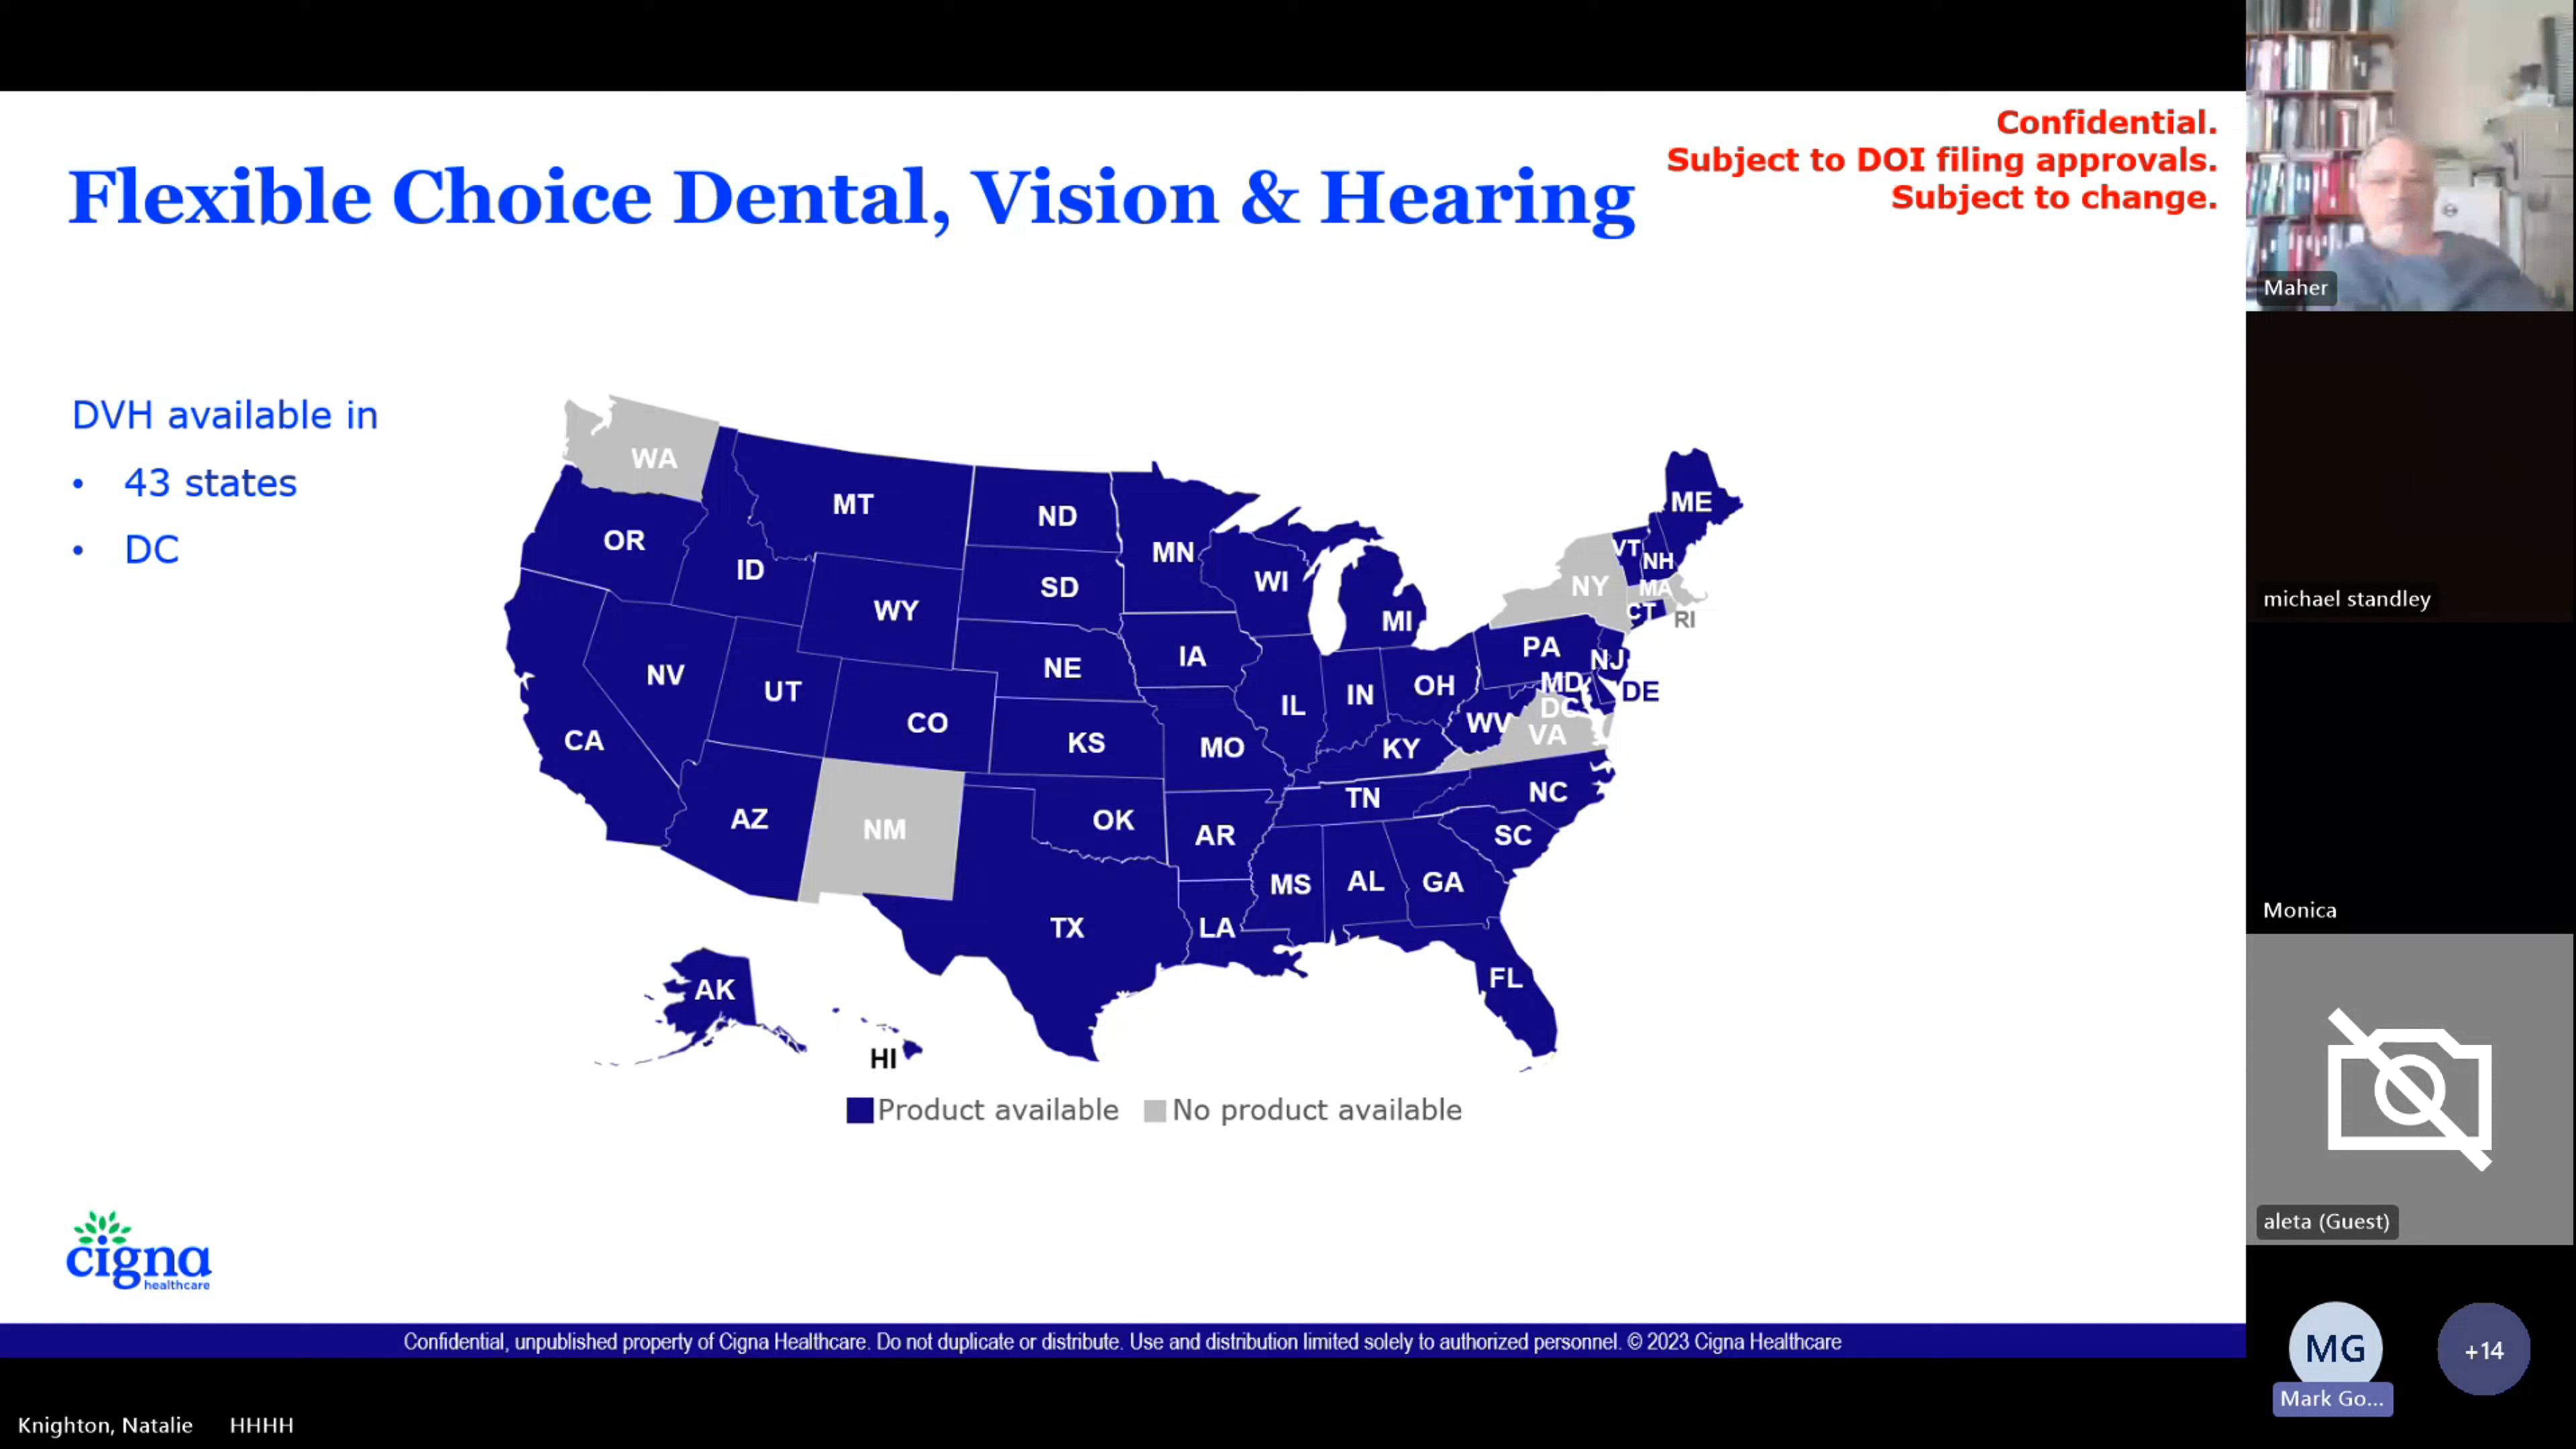 Confidential.
Subject to DOI filing approvals.
Subject to change.
Flexible Choice Dental, Vision & Hearing
DVH available in
• 43 states
• DC
WA
MT
ND
MN
ME
OR
ID
SD
WI
VT
NH
NY
MA
WY
MI
CT
RI
NV
UT
NE
IA
PA
NJ
CA
CO
KS
IL
IN
OH
MD
DE
DC
WV
VA
MO
KY
AZ
NM
OK
AR
TN
NC
SC
MS
AL
GA
TX
LA
FL
AK
HI
Product available
No product available
cigna
healthcare
Confidential, unpublished property of Cigna Healthcare. Do not duplicate or distribute. Use and distribution limited solely to authorized personnel. © 2023 Cigna Healthcare
Maher
michael standley
Monica
aleta (Guest)
MG
+14
Mark Go...
Knighton, Natalie
HHHH